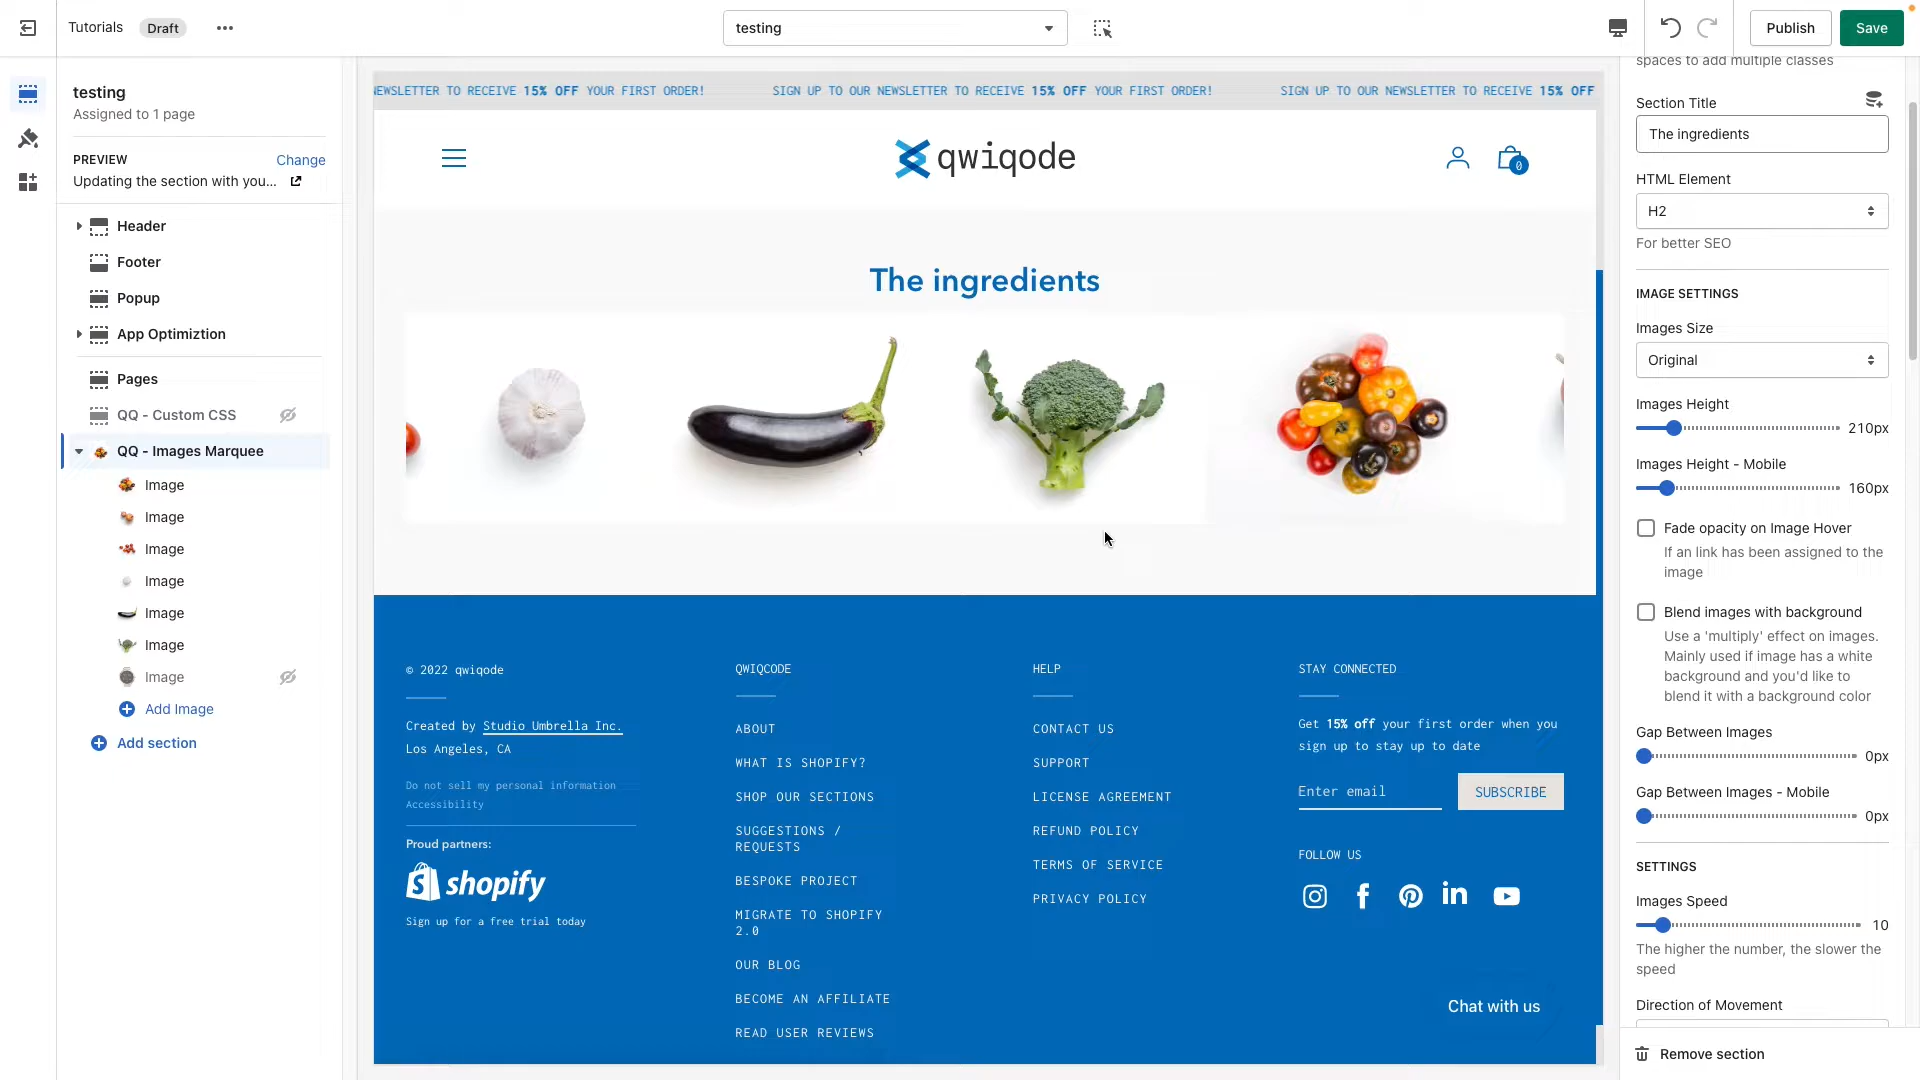 Tutorials
Draft
testing
Publish
Save
testing
Assigned to 1 page
PREVIEW
Change
Updating the section with you...
Header
Footer
Popup
App Optimiztion
Pages
QQ - Custom CSS
QQ - Images Marquee
Image
Image
Image
Image
Image
Image
Image
Add Image
Add section
NEWSLETTER TO RECEIVE 15% OFF YOUR FIRST ORDER!
SIGN UP TO OUR NEWSLETTER TO RECEIVE 15% OFF YOUR FIRST ORDER!
SIGN UP TO OUR NEWSLETTER TO RECEIVE 15% OFF
qwiqode
0
The ingredients
© 2022 qwiqode
Created by Studio Umbrella Inc.
Los Angeles, CA
Do not sell my personal information
Accessibility
Proud partners:
shopify
Sign up for a free trial today
QWIQCODE
ABOUT
WHAT IS SHOPIFY?
SHOP OUR SECTIONS
SUGGESTIONS /
REQUESTS
BESPOKE PROJECT
MIGRATE TO SHOPIFY
2.0
OUR BLOG
BECOME AN AFFILIATE
READ USER REVIEWS
HELP
CONTACT US
SUPPORT
LICENSE AGREEMENT
REFUND POLICY
TERMS OF SERVICE
PRIVACY POLICY
STAY CONNECTED
Get 15% off your first order when you
sign up to stay up to date
Enter email
SUBSCRIBE
FOLLOW US
Chat with us
spaces to add multiple classes
Section Title
The ingredients
HTML Element
H2
For better SEO
IMAGE SETTINGS
Images Size
Original
Images Height
210px
Images Height - Mobile
160px
Fade opacity on Image Hover
If an link has been assigned to the
image
Blend images with background
Use a 'multiply' effect on images.
Mainly used if image has a white
background and you'd like to
blend it with a background color
Gap Between Images
0px
Gap Between Images - Mobile
0px
SETTINGS
Images Speed
10
The higher the number, the slower the
speed
Direction of Movement
Remove section